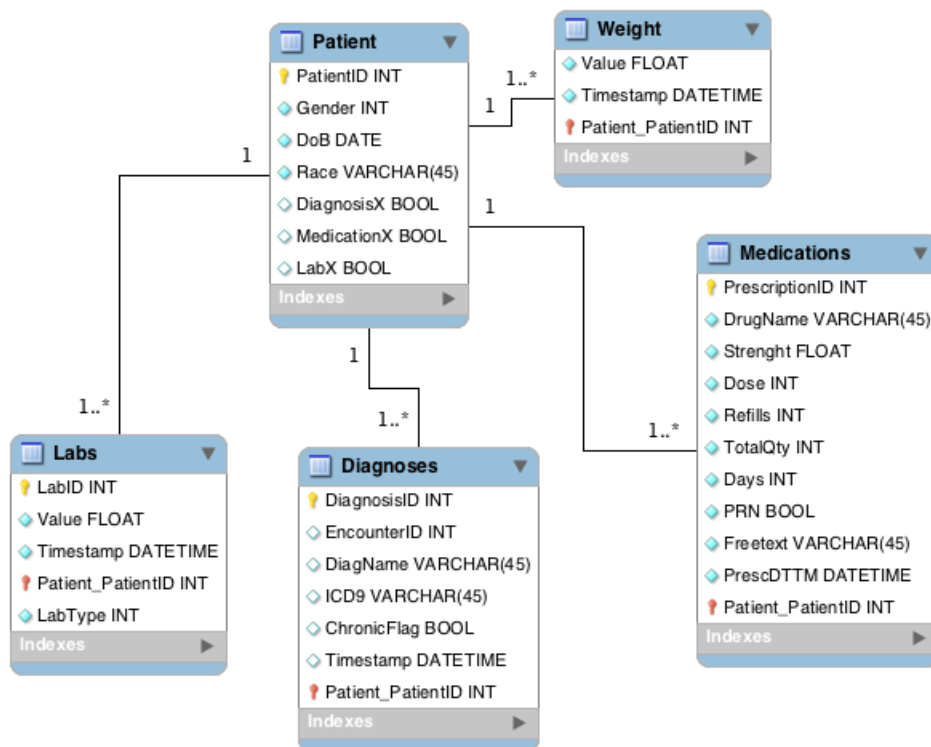 Patient
PatientID INT
Gender INT
DoB DATE
Race VARCHAR(45)
DiagnosisX BOOL
MedicationX BOOL
LabX BOOL
Indexes
Weight
Value FLOAT
Timestamp DATETIME
Patient_PatientID INT
Indexes
1
1..*
1
1..*
1
1..*
1
1..*
Medications
PrescriptionID INT
DrugName VARCHAR(45)
Strenght FLOAT
Dose INT
Refills INT
TotalQty INT
Days INT
PRN BOOL
Freetext VARCHAR(45)
PrescDTTM DATETIME
Patient_PatientID INT
Indexes
Labs
LabID INT
Value FLOAT
Timestamp DATETIME
Patient_PatientID INT
LabType INT
Indexes
Diagnoses
DiagnosisID INT
EncounterID INT
DiagName VARCHAR(45)
ICD9 VARCHAR(45)
ChronicFlag BOOL
Timestamp DATETIME
Patient_PatientID INT
Indexes